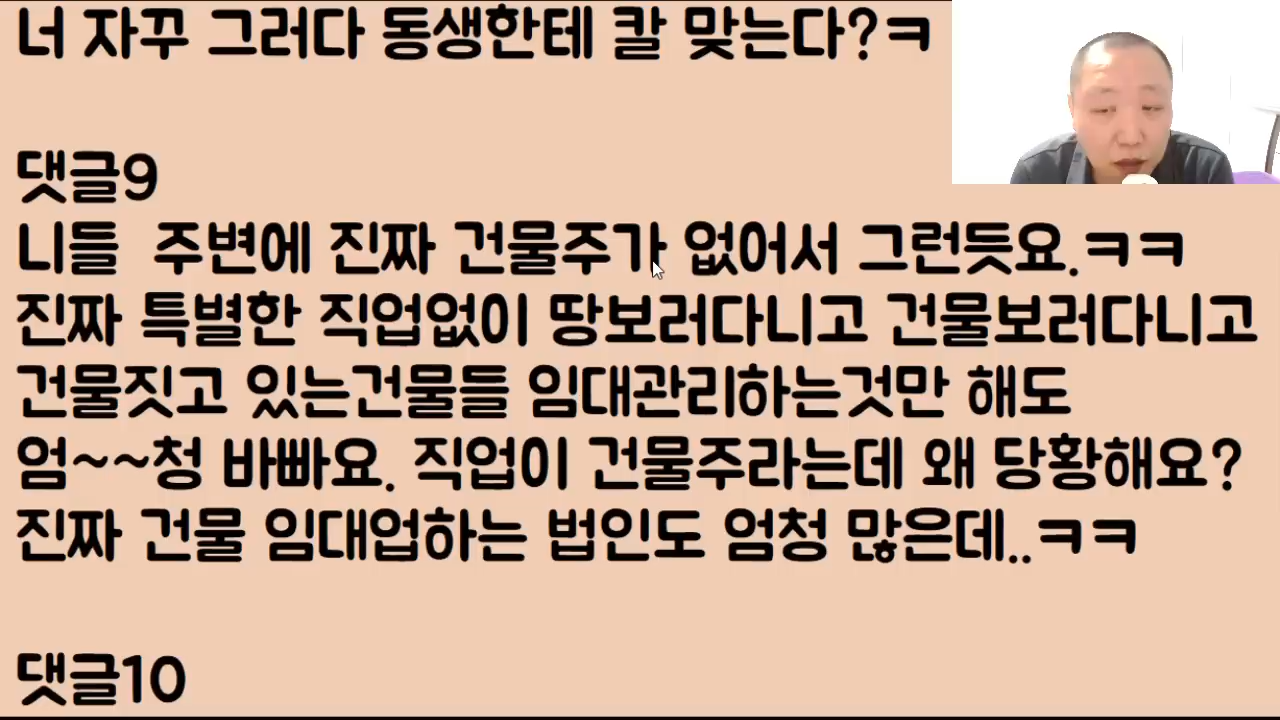 너 자꾸 그러다 동생한테 칼 맞는다?ㅋ
댓글9
니들 주변에 진짜 건물주가 없어서 그런듯요.ㅋㅋ
진짜 특별한 직업없이 땅보러다니고 건물보러다니고
건물짓고 있는건물들 임대관리하는것만 해도
엄~~청 바빠요. 직업이 건물주라는데 왜 당황해요?
진짜 건물 임대업하는 법인도 엄청 많은데..ㅋㅋ
댓글10